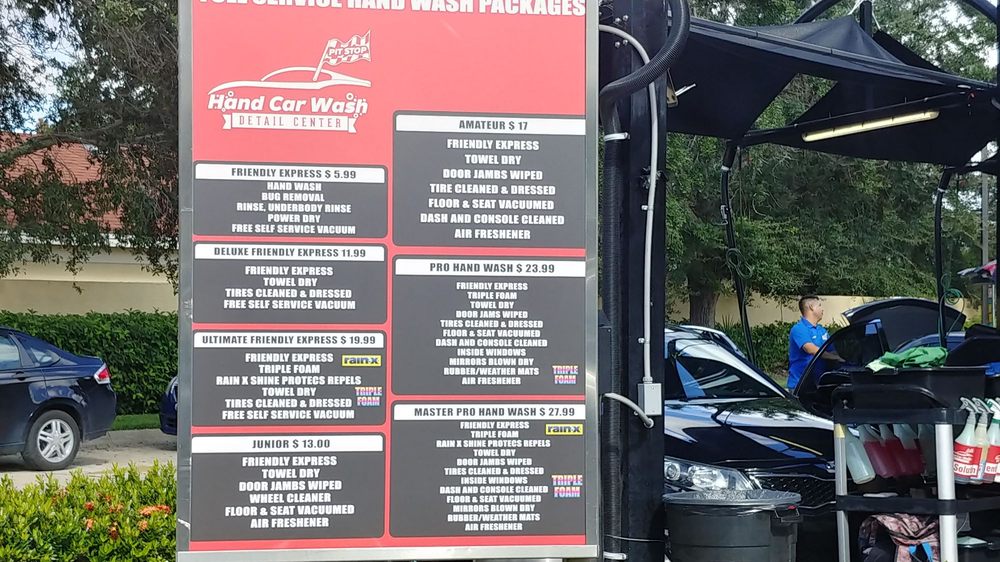 FULL SERVICE HAND WASH PACKAGES
PIT STOP
Hand Car Wash
DETAIL CENTER
FRIENDLY EXPRESS $ 5.99
HAND WASH
BUG REMOVAL
RINSE, UNDERBODY RINSE
POWER DRY
FREE SELF SERVICE VACUUM
DELUXE FRIENDLY EXPRESS 11.99
FRIENDLY EXPRESS
TOWEL DRY
TIRES CLEANED & DRESSED
FREE SELF SERVICE VACUUM
ULTIMATE FRIENDLY EXPRESS $ 19.99
FRIENDLY EXPRESS
rain-x
TRIPLE FOAM
RAIN X SHINE PROTECS REPELS
TOWEL DRY
TIRES CLEANED & DRESSED
FREE SELF SERVICE VACUUM
TRIPLE
FOAM
JUNIOR $ 13.00
FRIENDLY EXPRESS
TOWEL DRY
DOOR JAMBS WIPED
WHEEL CLEANER
FLOOR & SEAT VACUUMED
AIR FRESHENER
AMATEUR $ 17
FRIENDLY EXPRESS
TOWEL DRY
DOOR JAMBS WIPED
TIRE CLEANED & DRESSED
FLOOR & SEAT VACUUMED
DASH AND CONSOLE CLEANED
AIR FRESHENER
PRO HAND WASH $ 23.99
FRIENDLY EXPRESS
TRIPLE FOAM
TOWEL DRY
DOOR JAMS WIPED
TIRES CLEANED & DRESSED
FLOOR & SEAT VACUUMED
DASH AND CONSOLE CLEANED
INSIDE WINDOWS
MIRRORS BLOWN DRY
RUBBER/WEATHER MATS
AIR FRESHENER
TRIPLE
FOAM
MASTER PRO HAND WASH $ 27.99
FRIENDLY EXPRESS
rain-x
TRIPLE FOAM
RAIN X SHINE PROTECS REPELS
TOWEL DRY
DOOR JAMBS WIPED
TIRES CLEANED & DRESSED
INSIDE WINDOWS
DASH AND CONSOLE CLEANED
FLOOR & SEAT VACUUMED
MIRRORS BLOWN DRY
RUBBER/WEATHER MATS
AIR FRESHENER
TRIPLE
FOAM